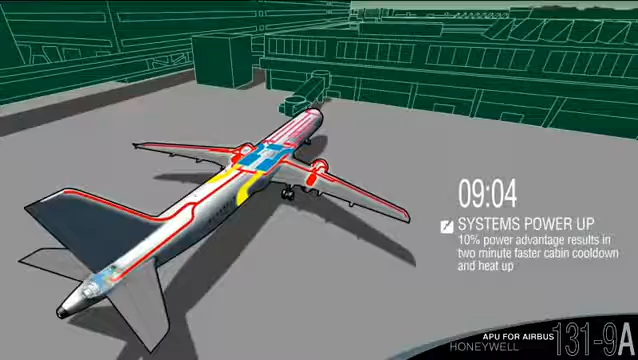 09:04
SYSTEMS POWER UP
10% power advantage results in
two minute faster cabin cooldown
and heat up
APU FOR AIRBUS
HONEYWELL
131-9A